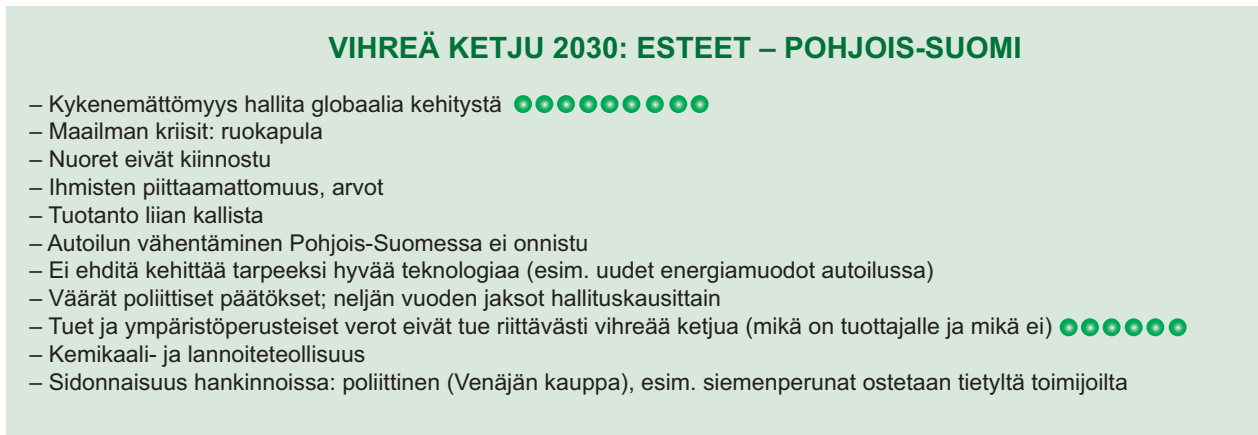 VIHREÄ KETJU 2030: ESTEET – POHJOIS-SUOMI
– Kykenemättömyys hallita globaalia kehitystä
– Maailman kriisit: ruokapula
– Nuoret eivät kiinnostu
– Ihmisten piittaamattomuus, arvot
– Tuotanto liian kallista
– Autoilun vähentäminen Pohjois-Suomessa ei onnistu
– Ei ehditä kehittää tarpeeksi hyvää teknologiaa (esim. uudet energiamuodot autoilussa)
– Väärät poliittiset päätökset; neljän vuoden jaksot hallituskausittain
– Tuet ja ympäristöperusteiset verot eivät tue riittävästi vihreää ketjua (mikä on tuottajalle ja mikä ei)
– Kemikaali- ja lannoiteteollisuus
– Sidonnaisuus hankinnoissa: poliittinen (Venäjän kauppa), esim. siemenperunat ostetaan tietyltä toimijoilta